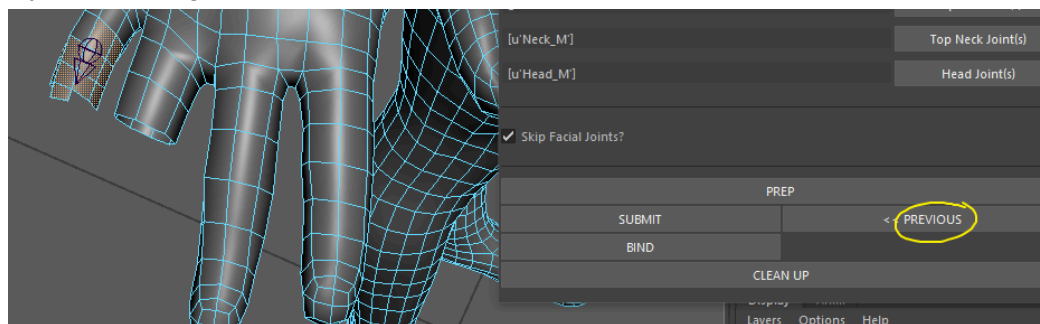 [u'Neck_M']
Top Neck Joint(s)
[u'Head_M']
Head Joint(s)
Skip Facial Joints?
PREP
SUBMIT
<< PREVIOUS
BIND
CLEAN UP
Display
Layers Options Help